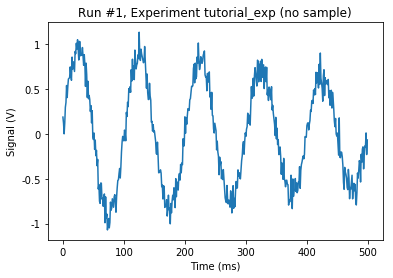 Run #1, Experiment tutorial_exp (no sample)
1
0.5
0
-0.5
-1
Signal (V)
0 100 200 300 400 500
Time (ms)